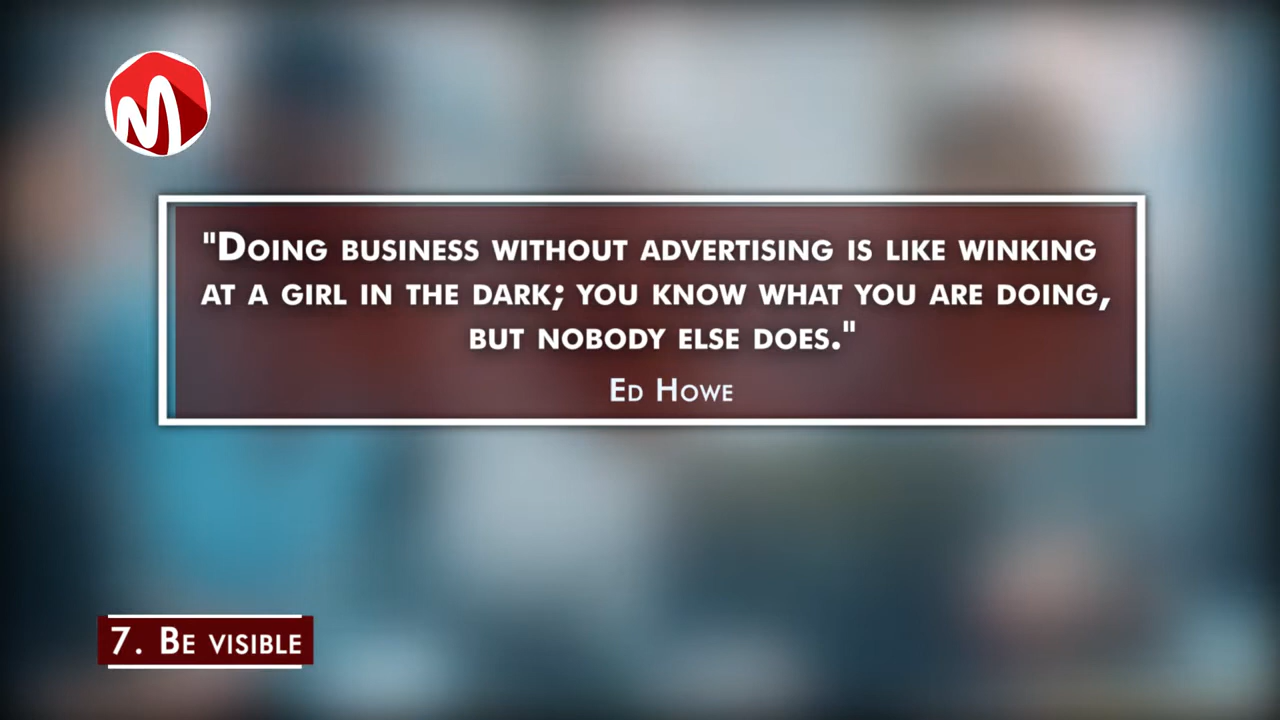 "Doing business without advertising is like winking
at a girl in the dark; you know what you are doing,
but nobody else does."
Ed Howe
7. Be visible